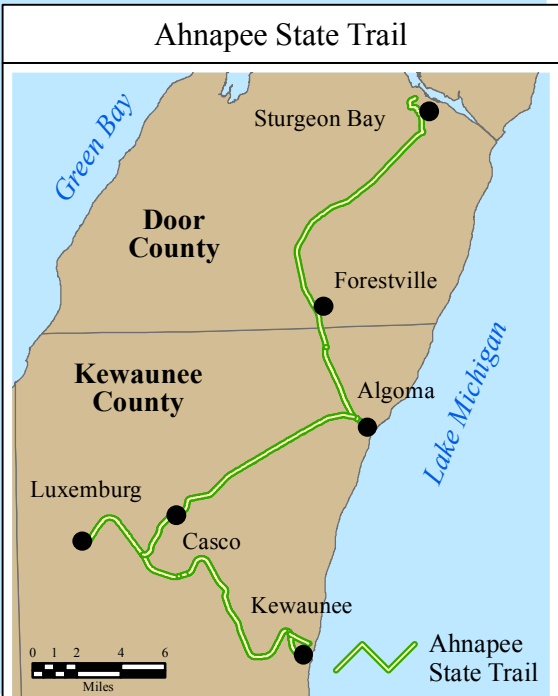 Ahnapee State Trail
Sturgeon Bay
Green Bay
Door
County
Forestville
Kewaunee
County
Algoma
Lake Michigan
Luxemburg
Casco
Kewaunee
0 1 2 4 6
Miles
Ahnapee
State Trail